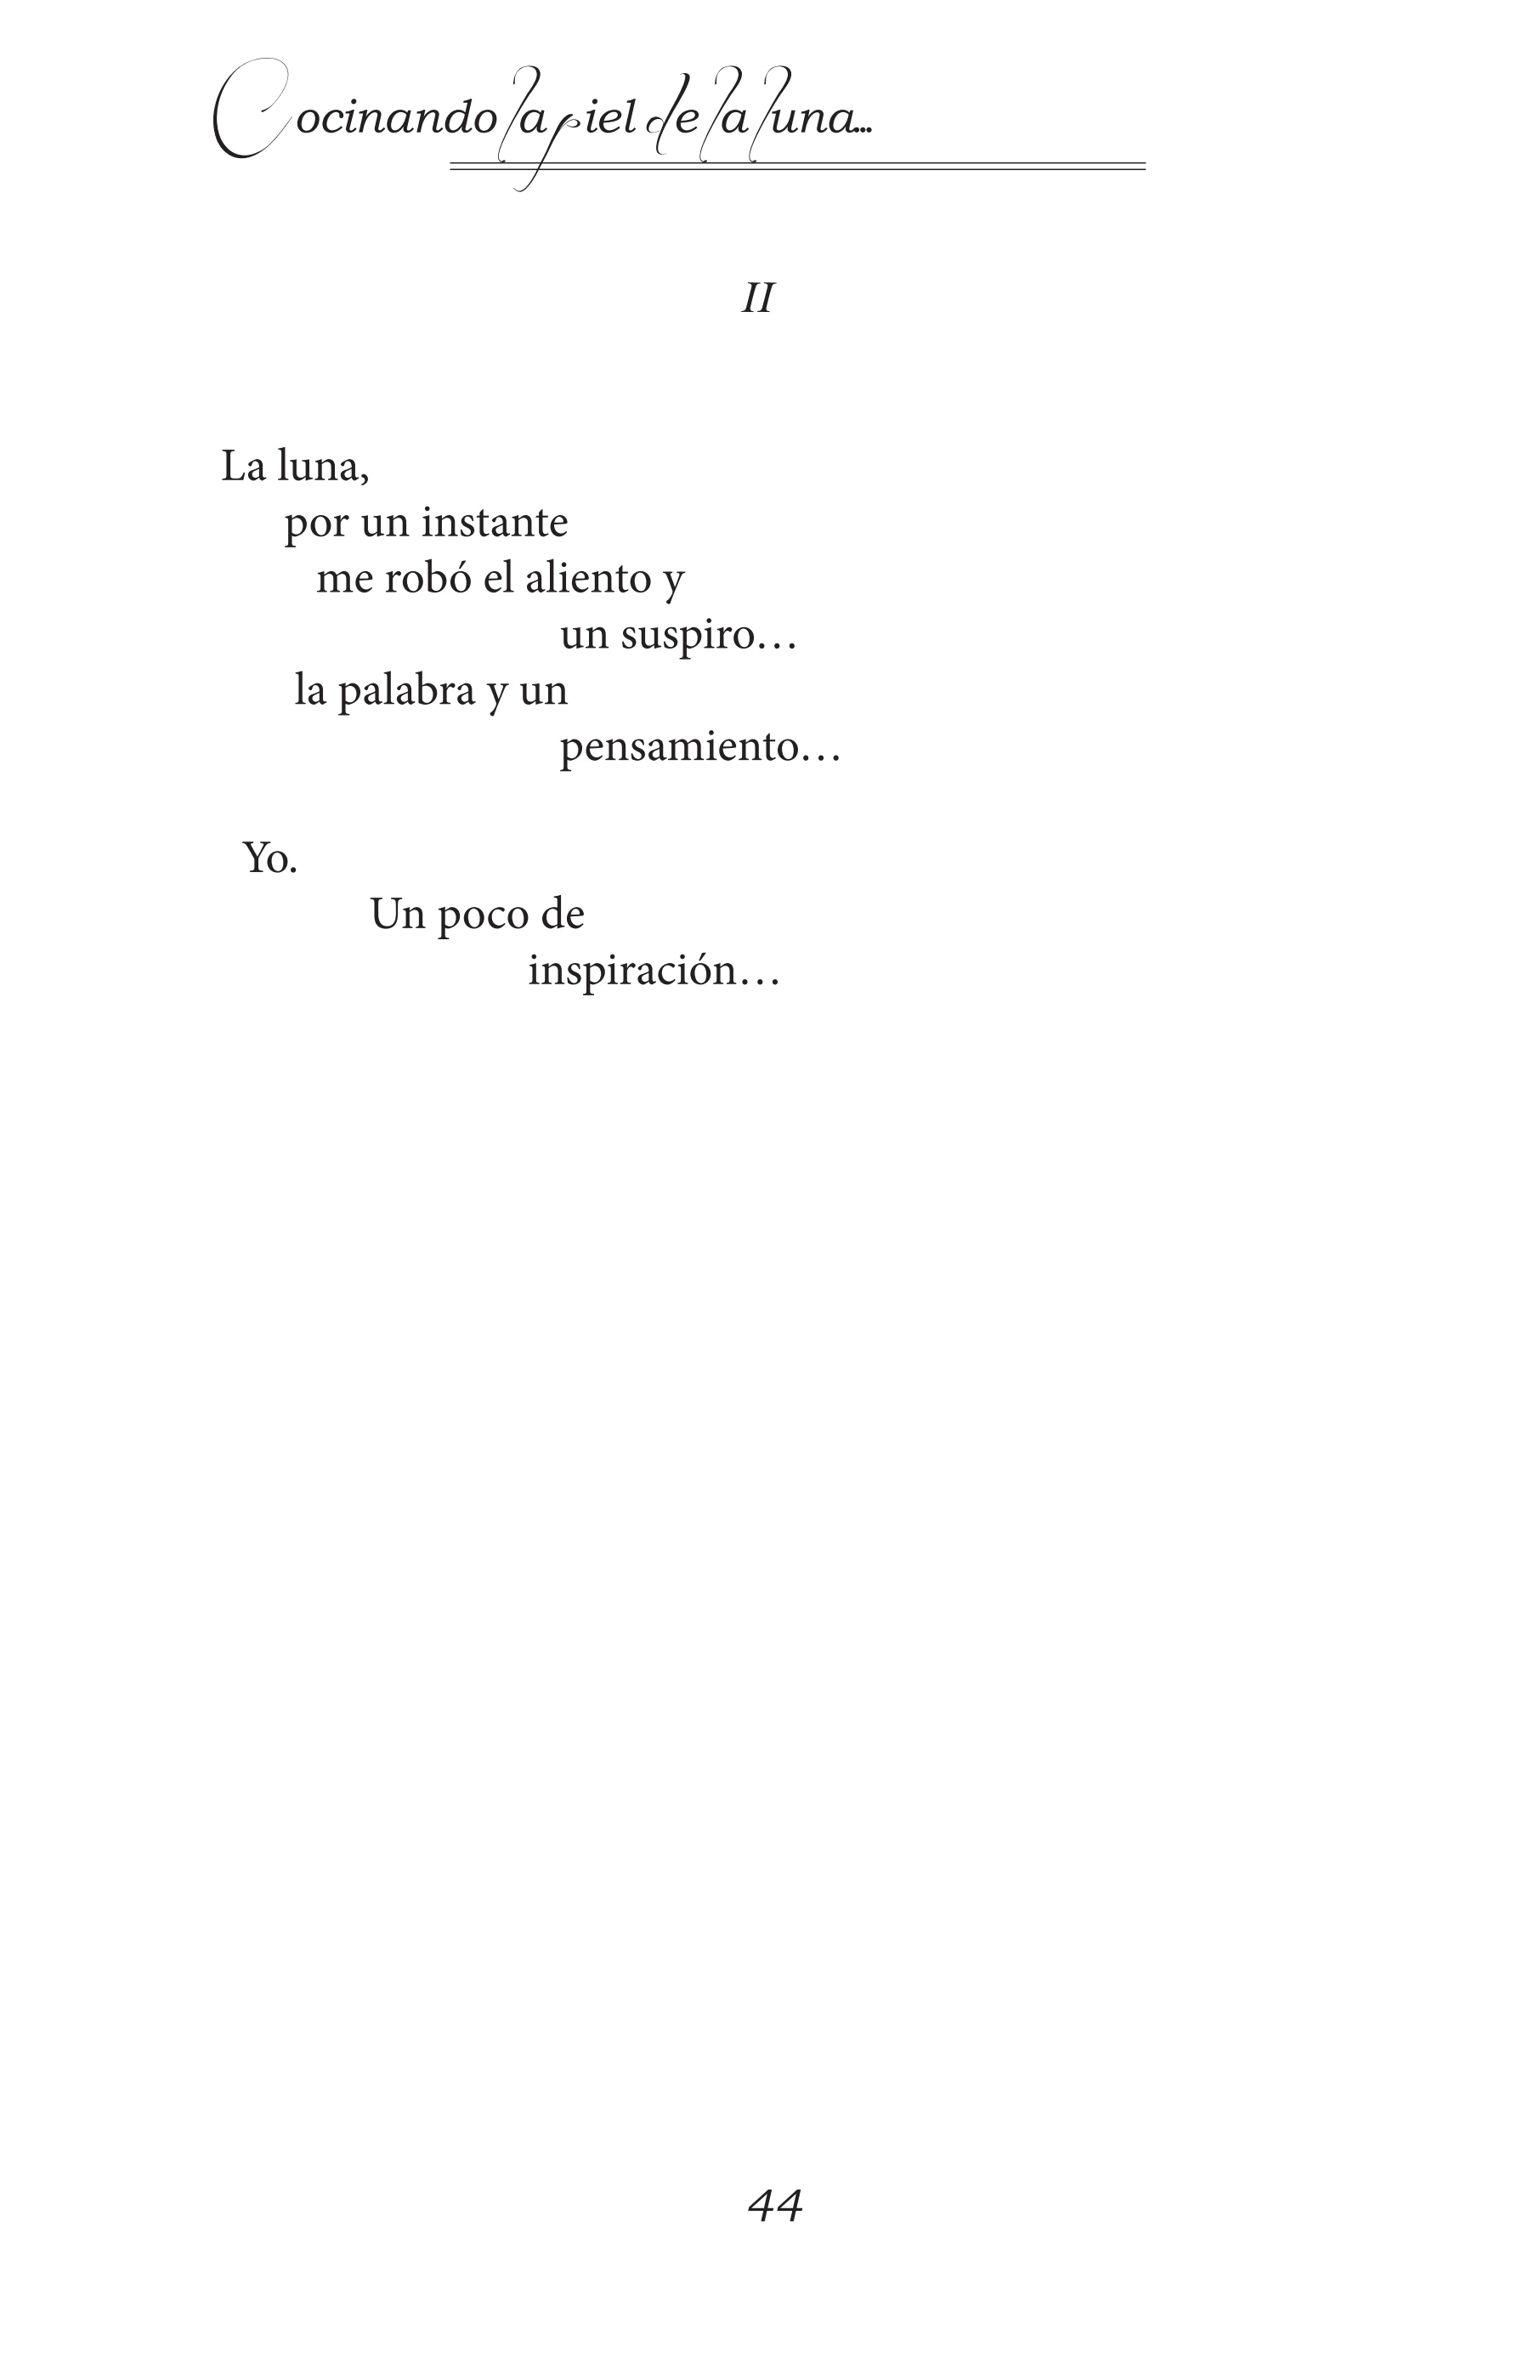 Cocinando la piel de la luna...
II
La luna,
por un instante
me robó el aliento y
un suspiro…
la palabra y un
pensamiento…
Yo.
Un poco de
inspiración…
44